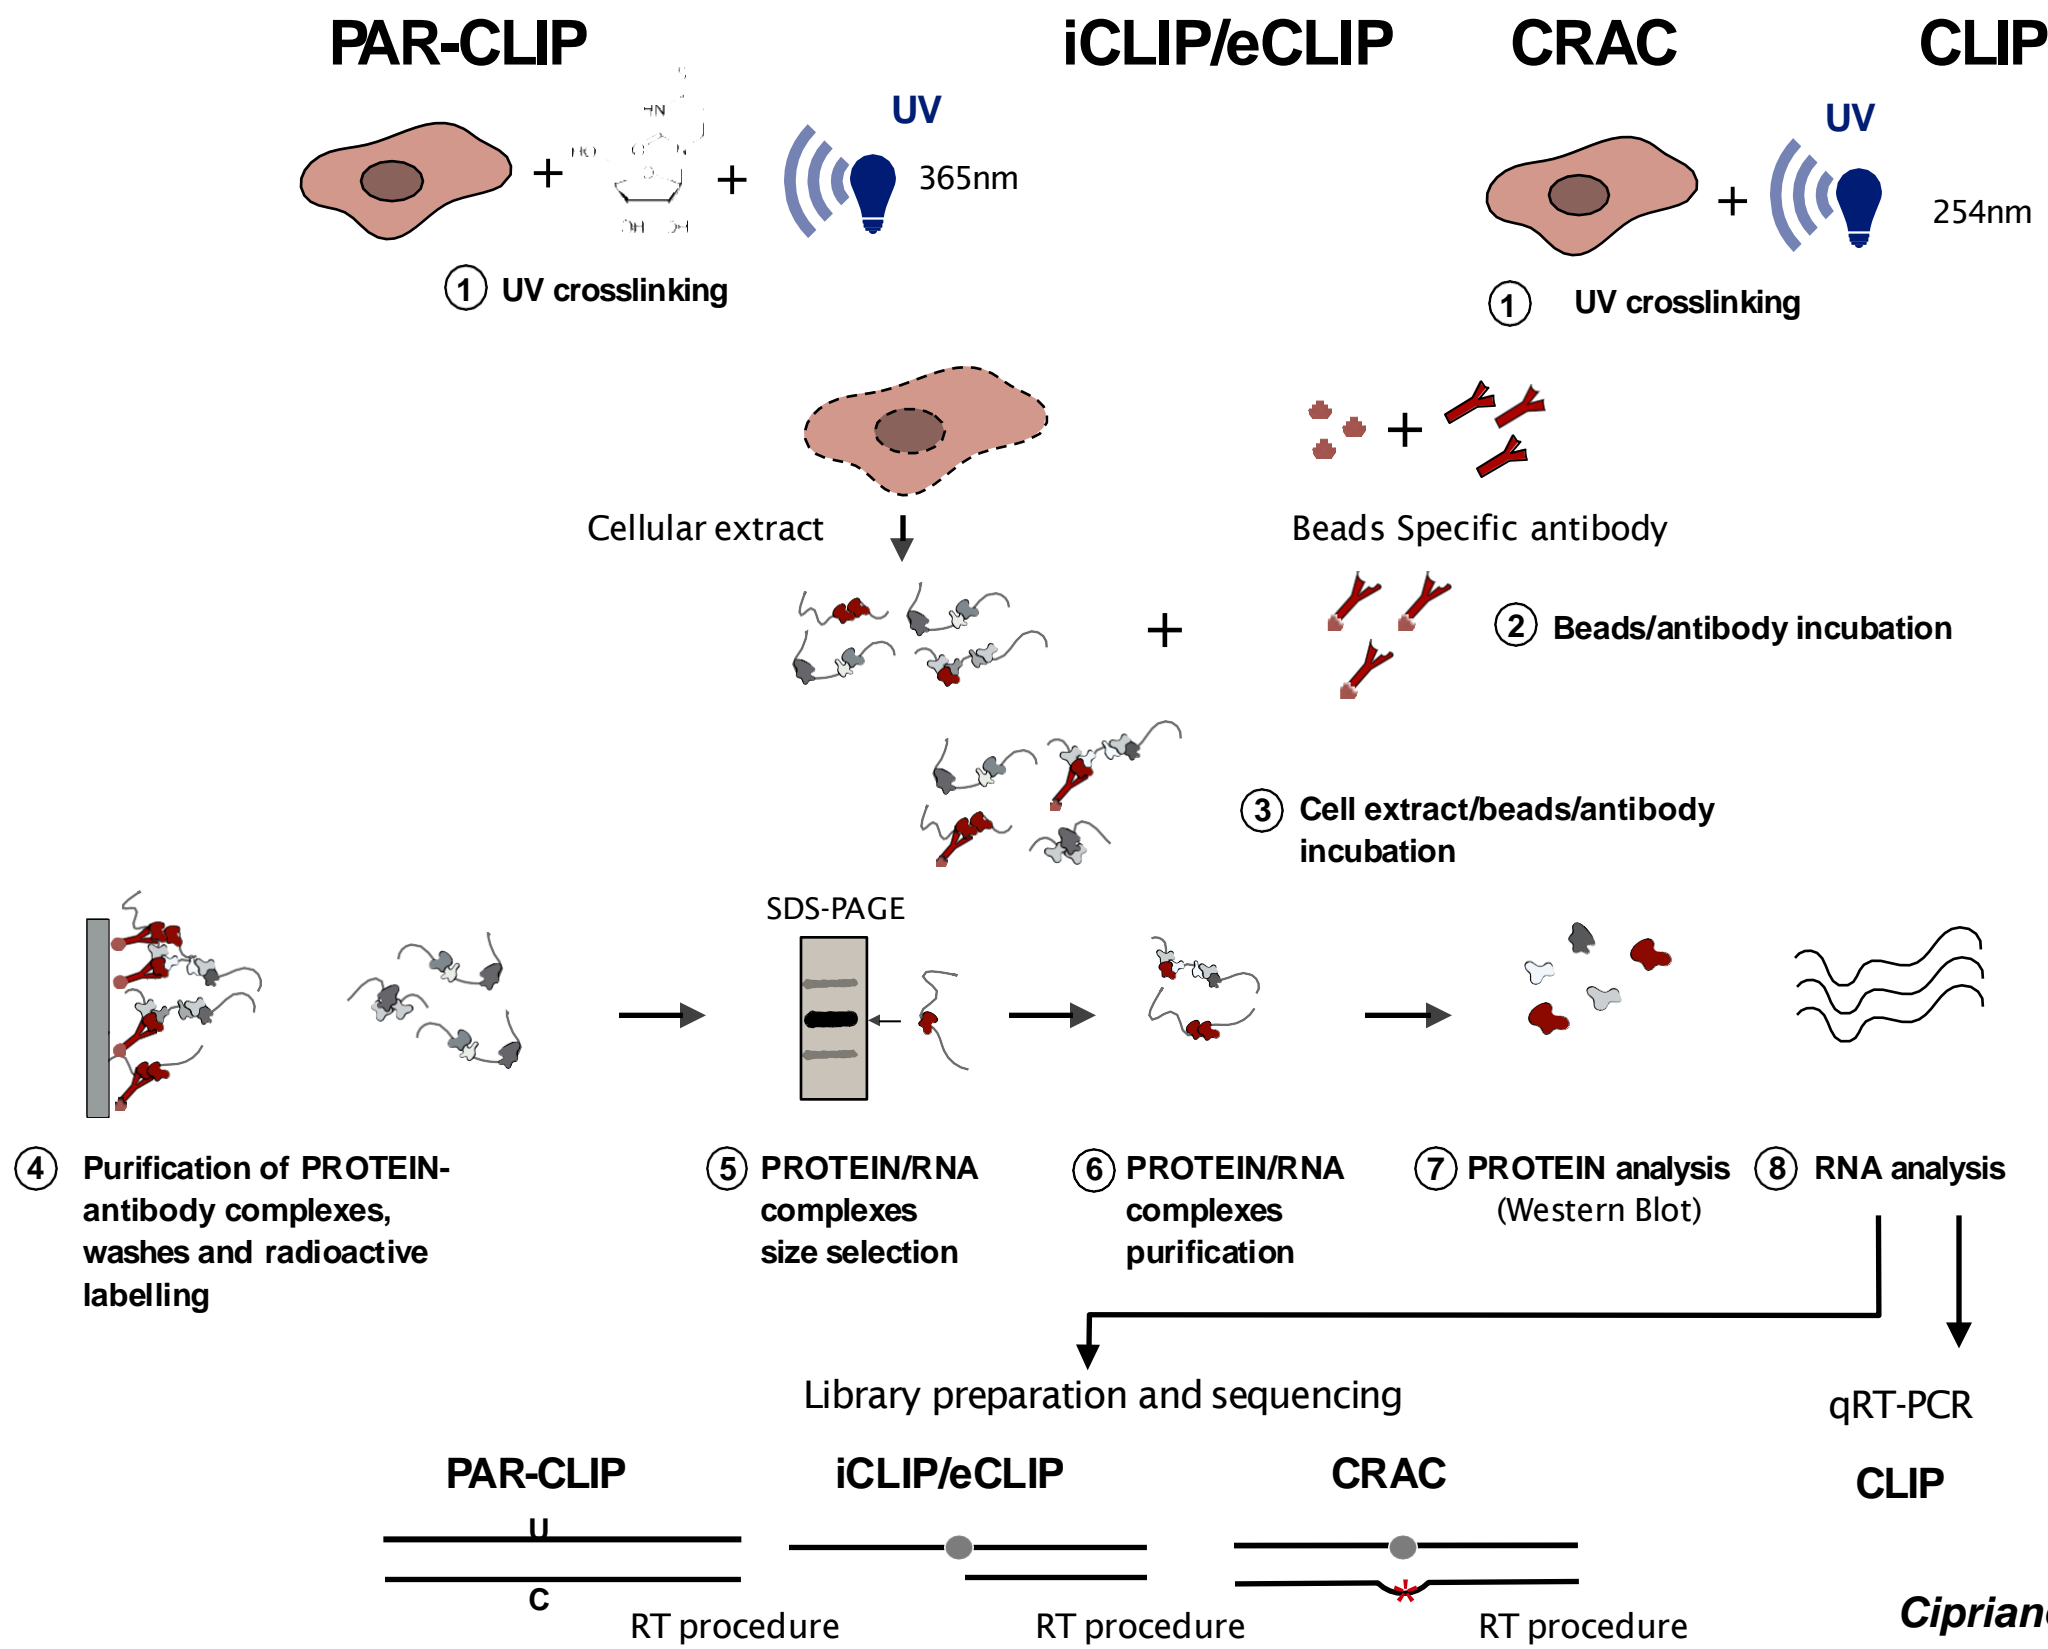 PAR-CLIP iCLIP/eCLIP CRAC CLIP
S
HN
HO O N
O
OH OH
+ + UV 365nm
+ UV 254nm
1 UV crosslinking
1 UV crosslinking
+
Cellular extract
Beads Specific antibody
+
2 Beads/antibody incubation
3 Cell extract/beads/antibody
incubation
SDS-PAGE
4 Purification of PROTEIN-
antibody complexes,
washes and radioactive
labelling
5 PROTEIN/RNA
complexes
size selection
6 PROTEIN/RNA
complexes
purification
7 PROTEIN analysis
(Western Blot)
8 RNA analysis
Library preparation and sequencing
qRT-PCR
PAR-CLIP iCLIP/eCLIP CRAC CLIP
U
C
*
RT procedure RT procedure RT procedure